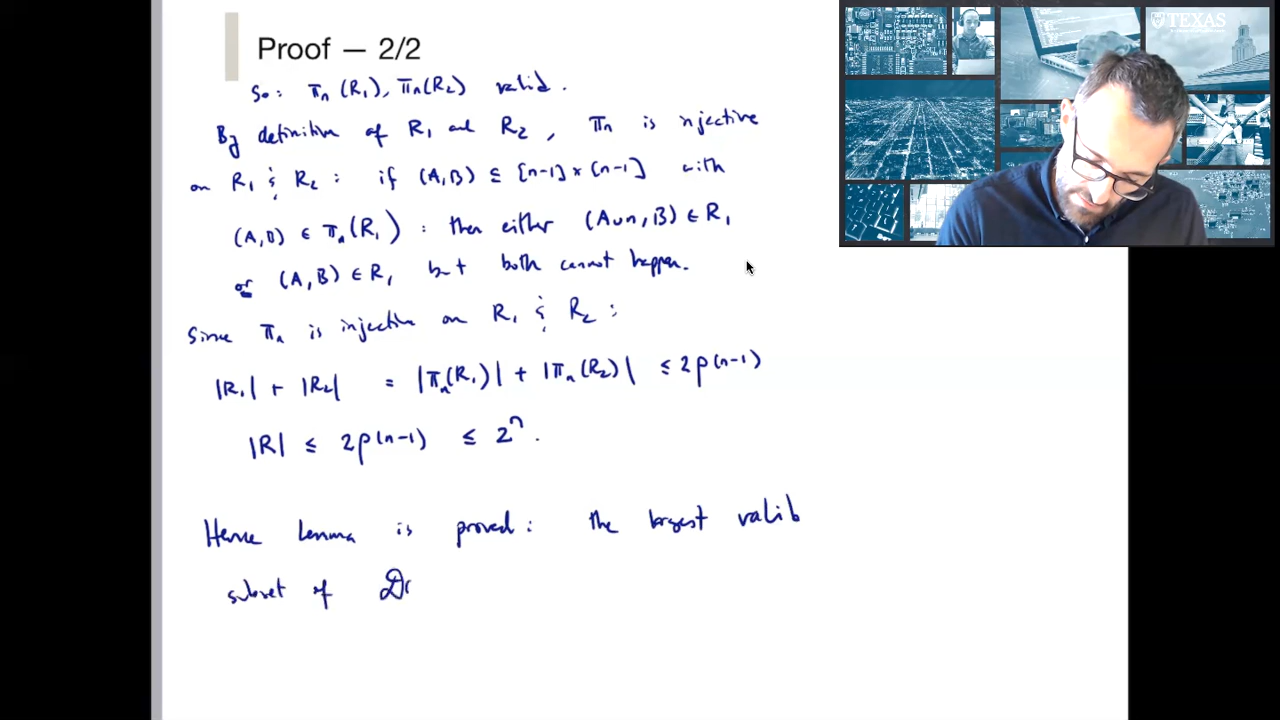 Proof — 2/2
So: πₙ(R₁), πₙ(R₂) valid.
By definition of R₁ and R₂, πₙ is injective
on R₁ & R₂: if (A,B) ⊆ [n-1] × [n-1] with
(A,B) ∈ πₙ(R₁): then either (A∪n, B) ∈ R₁
or (A,B) ∈ R₁ but both cannot happen.
Since πₙ is injective on R₁ & R₂:
|R₁| + |R₂| = |πₙ(R₁)| + |πₙ(R₂)| ≤ 2p(n-1)
|R| ≤ 2p(n-1) ≤ 2ⁿ.
Hence Lemma is proved: the largest valid
subset of
TEXAS